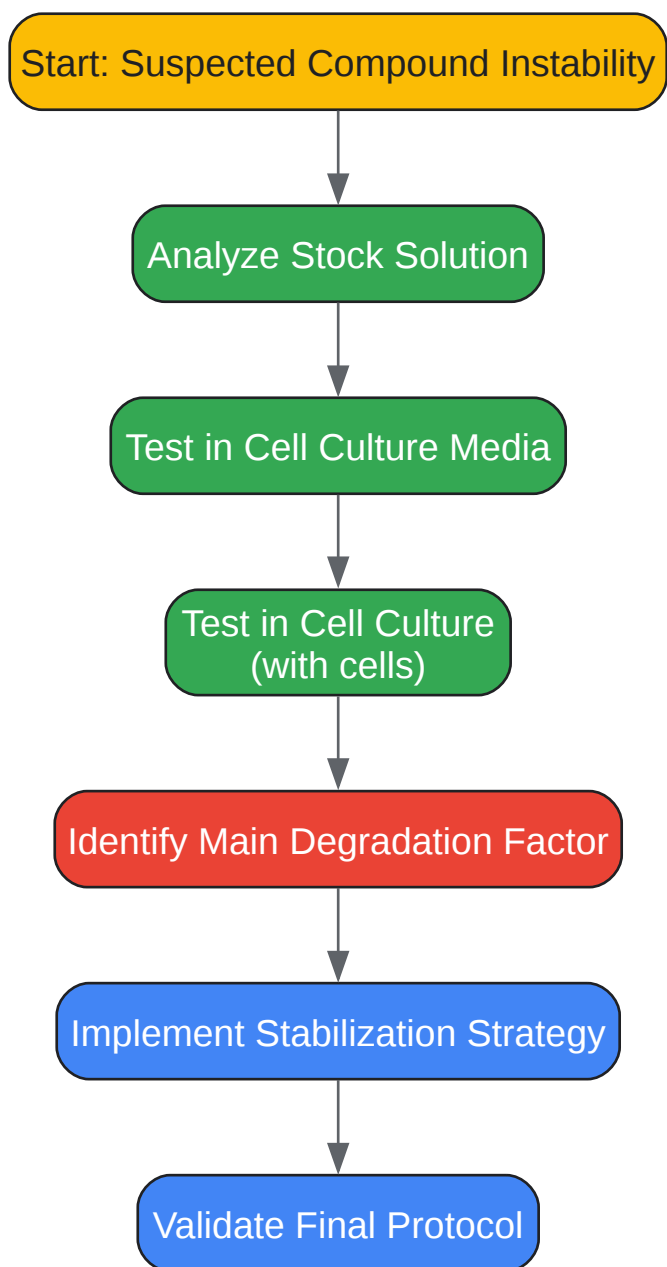 Start: Suspected Compound Instability
Analyze Stock Solution
Test in Cell Culture Media
Test in Cell Culture
(with cells)
Identify Main Degradation Factor
Implement Stabilization Strategy
Validate Final Protocol